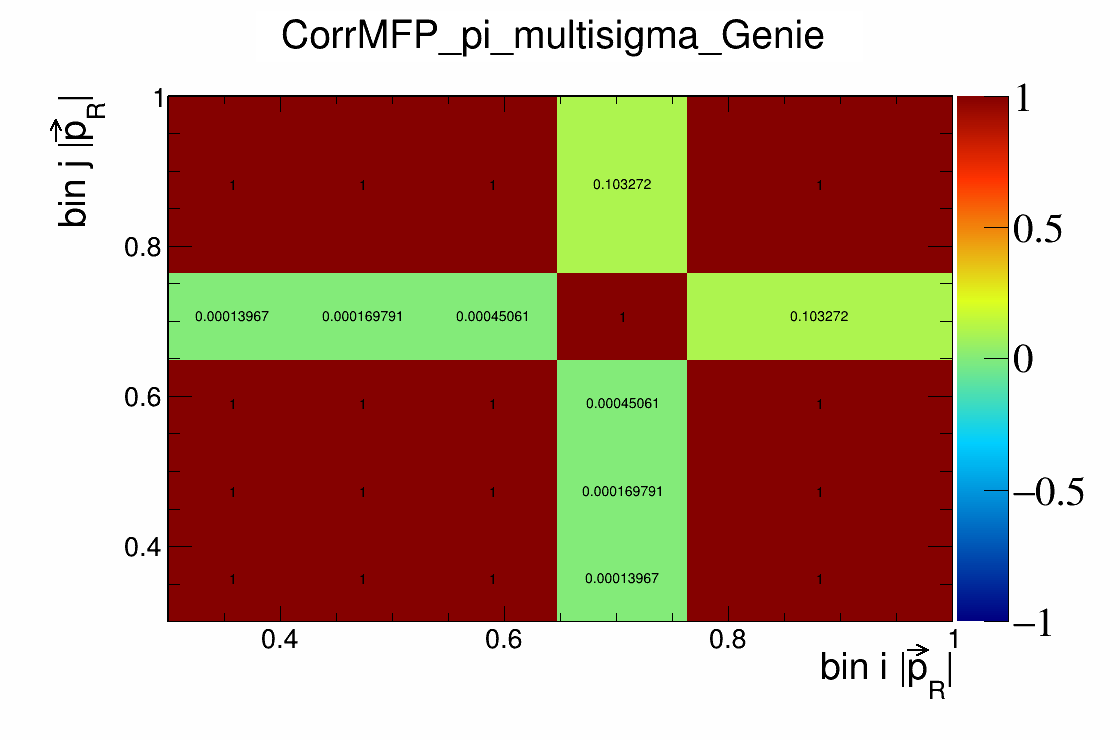 CorrMFP_pi_multisigma_Genie
bin j |p⃗_R|
1
0.8
0.6
0.4
1 1 1 0.103272 1
0.00013967 0.000169791 0.00045061 1 0.103272
1 1 1 0.00045061 1
1 1 1 0.000169791 1
1 1 1 0.00013967 1
0.4 0.6 0.8 1
bin i |p⃗_R|
1
0.5
0
−0.5
−1